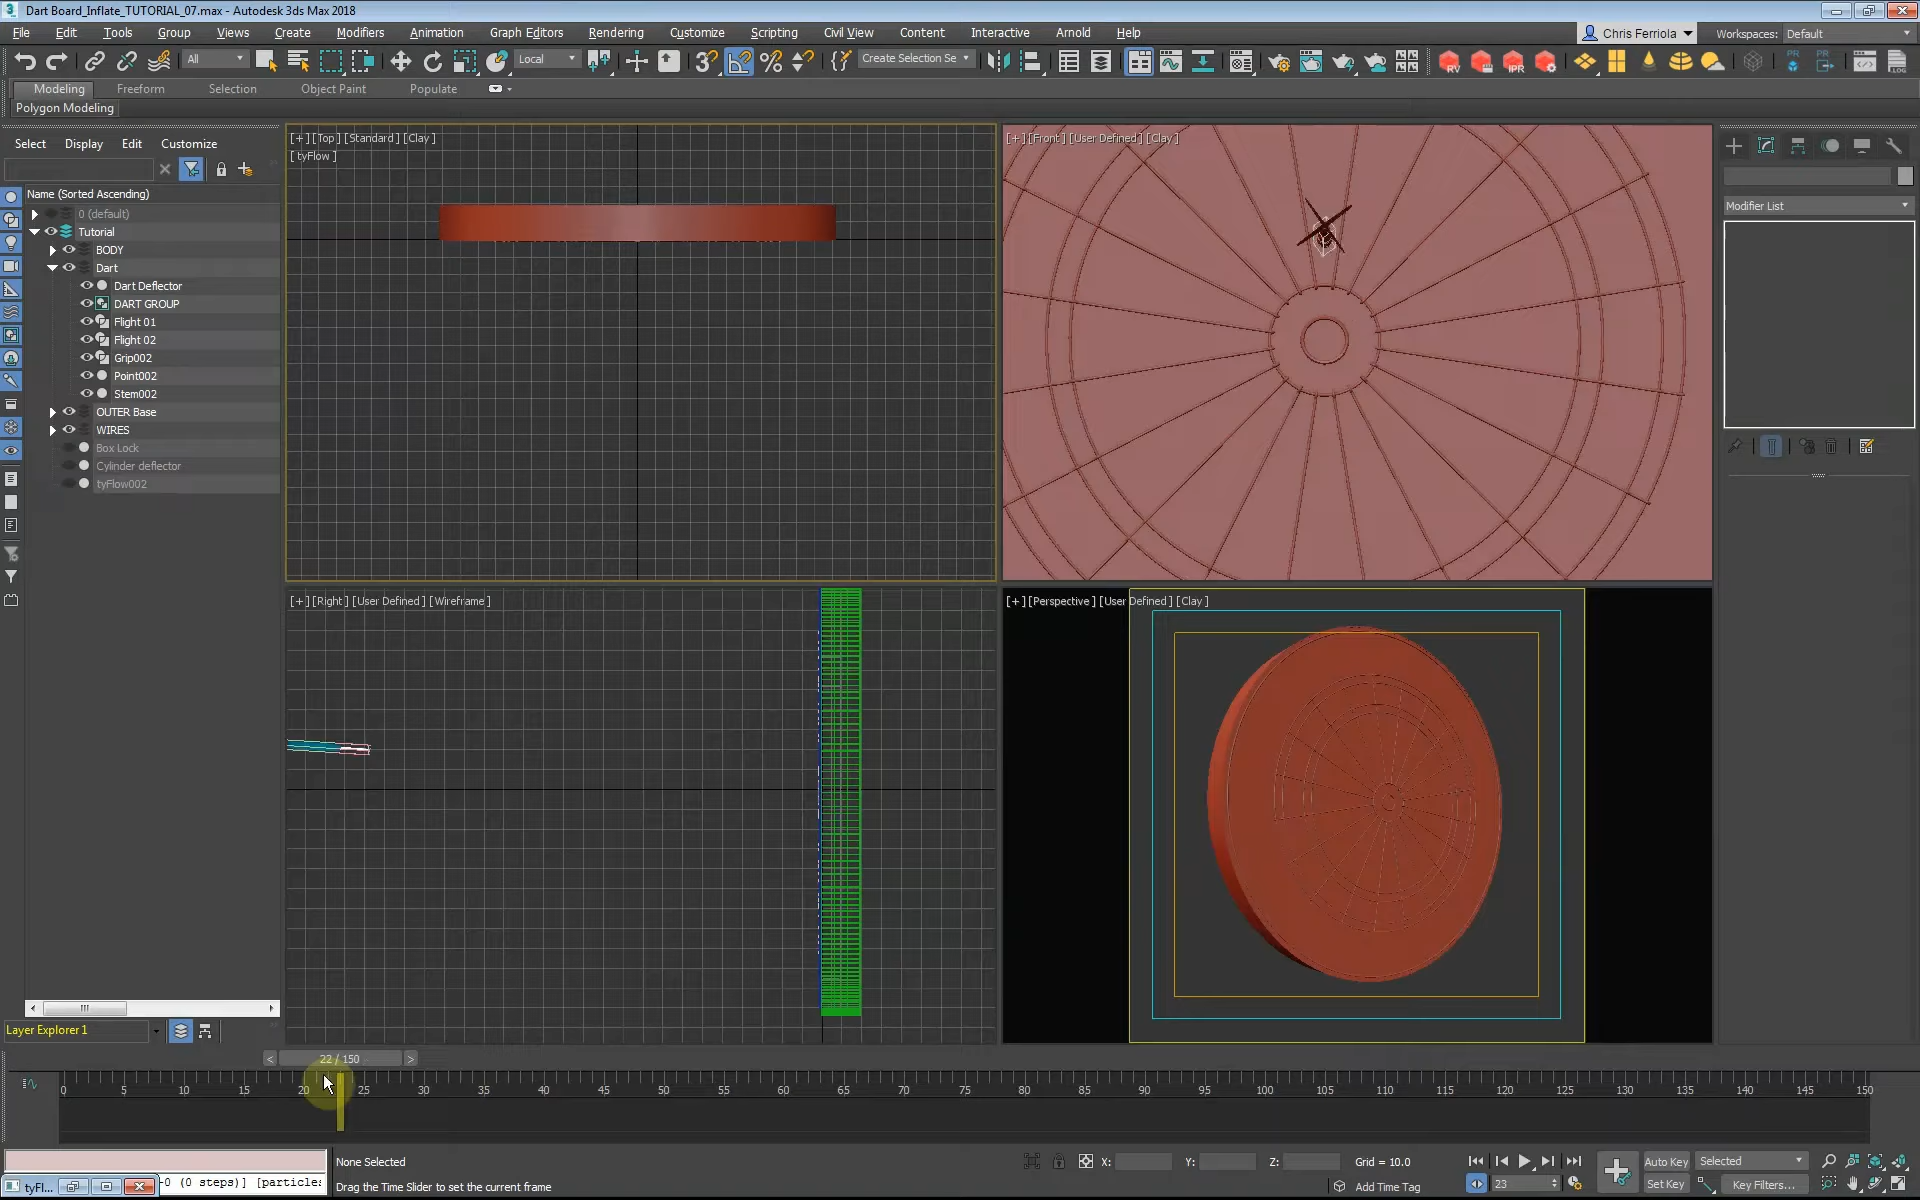 Dart Board_Inflate_TUTORIAL_07.max - Autodesk 3ds Max 2018
File Edit Tools Group Views Create Modifiers Animation Graph Editors Rendering Customize Scripting Civil View Content Interactive Arnold Help
Chris Ferriola Workspaces: Default
All Local Create Selection Se
Modeling Freeform Selection Object Paint Populate
Polygon Modeling
Select Display Edit Customize
Name (Sorted Ascending)
0 (default)
Tutorial
BODY
Dart
Dart Deflector
DART GROUP
Flight 01
Flight 02
Grip002
Point002
Stem002
OUTER Base
WIRES
Box Lock
Cylinder deflector
tyFlow002
Layer Explorer 1
[+] [Top] [Standard] [Clay]
[tyFlow]
[+] [Front] [User Defined] [Clay]
[+] [Right] [User Defined] [Wireframe]
[+] [Perspective] [User Defined] [Clay]
Modifier List
22 / 150
0 5 10 15 20 25 30 35 40 45 50 55 60 65 70 75 80 85 90 95 100 105 110 115 120 125 130 135 140 145 150
None Selected
Drag the Time Slider to set the current frame
tyFl...
-0 (0 steps)] [particles:
X: Y: Z: Grid = 10.0
Add Time Tag
23
Auto Key Selected
Set Key Key Filters...